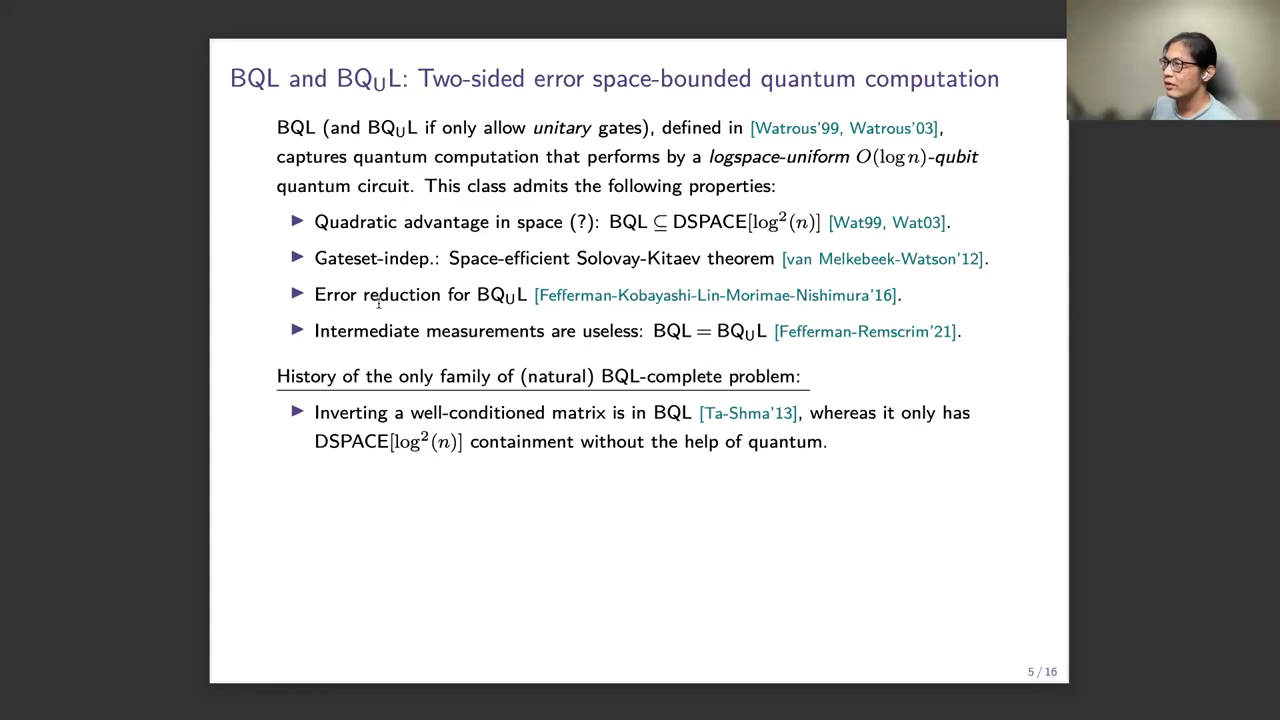 BQL and BQ_UL: Two-sided error space-bounded quantum computation
BQL (and BQ_UL if only allow unitary gates), defined in [Watrous'99, Watrous'03],
captures quantum computation that performs by a logspace-uniform O(log n)-qubit
quantum circuit. This class admits the following properties:
▶ Quadratic advantage in space (?): BQL ⊆ DSPACE[log²(n)] [Wat99, Wat03].
▶ Gateset-indep.: Space-efficient Solovay-Kitaev theorem [van Melkebeek-Watson'12].
▶ Error reduction for BQ_UL [Fefferman-Kobayashi-Lin-Morimae-Nishimura'16].
▶ Intermediate measurements are useless: BQL = BQ_UL [Fefferman-Remscrim'21].
History of the only family of (natural) BQL-complete problem:
▶ Inverting a well-conditioned matrix is in BQL [Ta-Shma'13], whereas it only has
DSPACE[log²(n)] containment without the help of quantum.
5 / 16